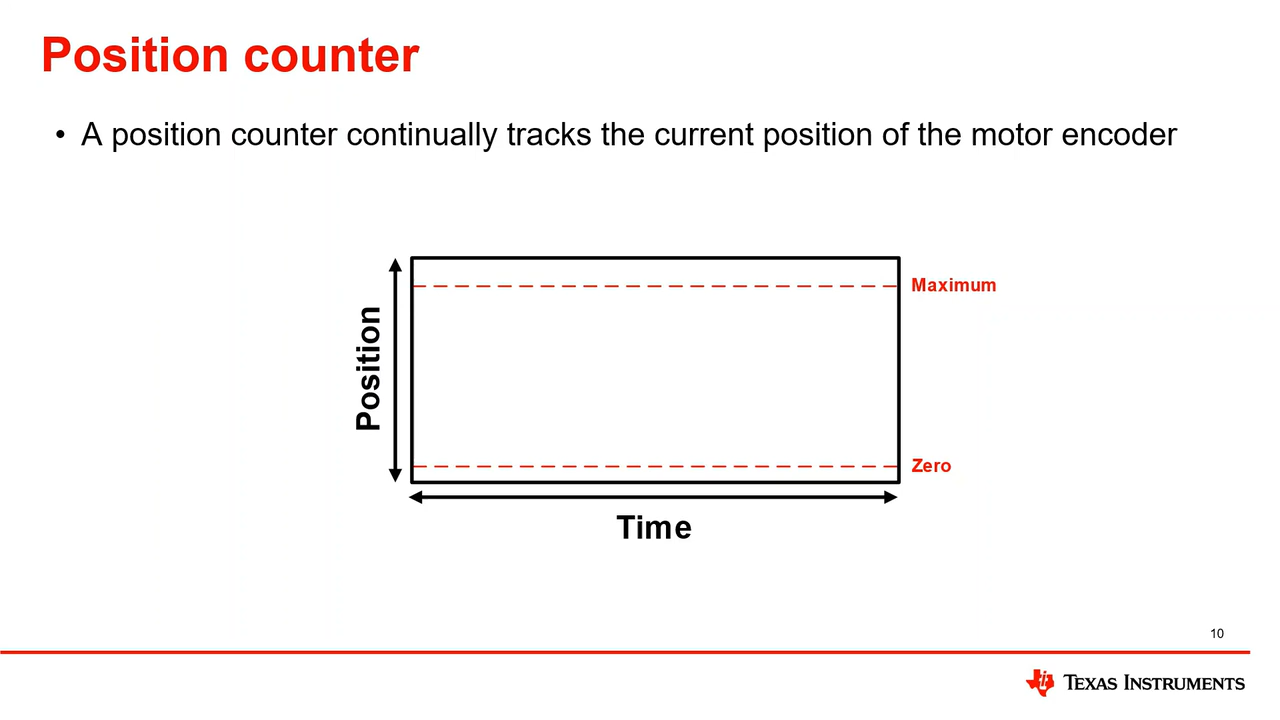 Position counter
• A position counter continually tracks the current position of the motor encoder
Maximum
Position
Zero
Time
10
TEXAS INSTRUMENTS